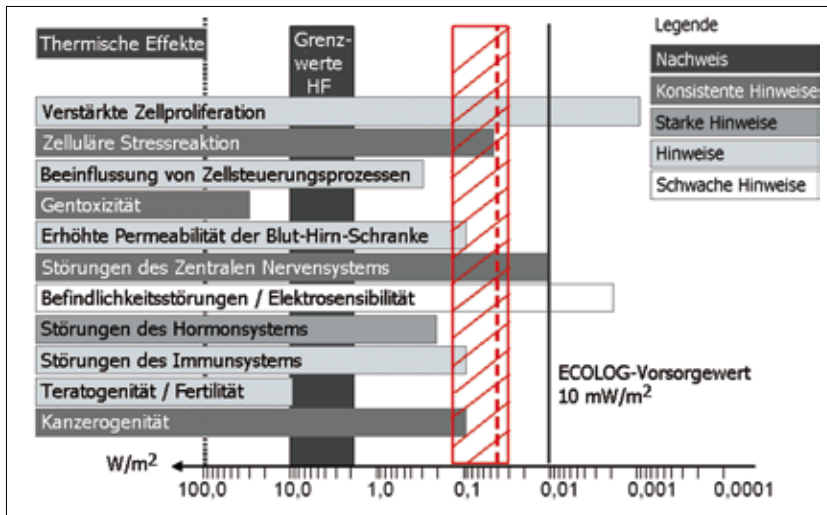 Thermische Effekte
Grenz-
werte
HF
Legende
Nachweis
Konsistente Hinweise
Starke Hinweise
Hinweise
Schwache Hinweise
Verstärkte Zellproliferation
Zelluläre Stressreaktion
Beeinflussung von Zellsteuerungsprozessen
Gentoxizität
Erhöhte Permeabilität der Blut-Hirn-Schranke
Störungen des Zentralen Nervensystems
Befindlichkeitsstörungen / Elektrosensibilität
Störungen des Hormonsystems
Störungen des Immunsystems
Teratogenität / Fertilität
Kanzerogenität
ECOLOG-Vorsorgewert
10 mW/m²
W/m²
100,0 10,0 1,0 0,1 0,01 0,001 0,0001